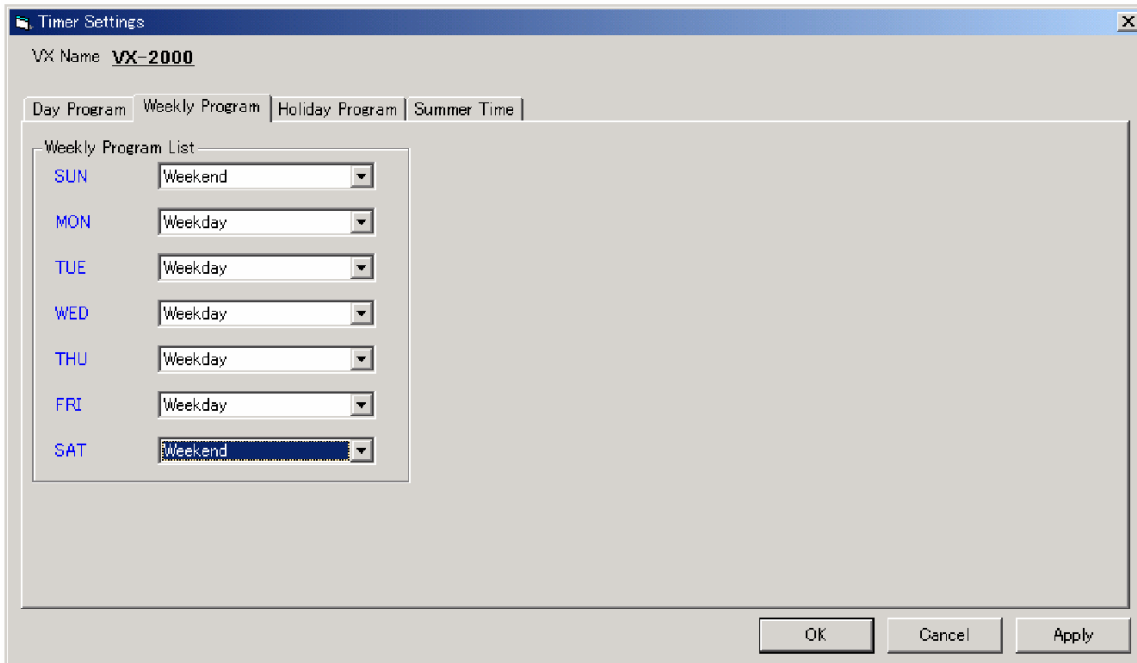 Timer Settings
VX Name VX-2000
Day Program Weekly Program Holiday Program Summer Time
Weekly Program List
SUN Weekend
MON Weekday
TUE Weekday
WED Weekday
THU Weekday
FRI Weekday
SAT Weekend
OK Cancel Apply